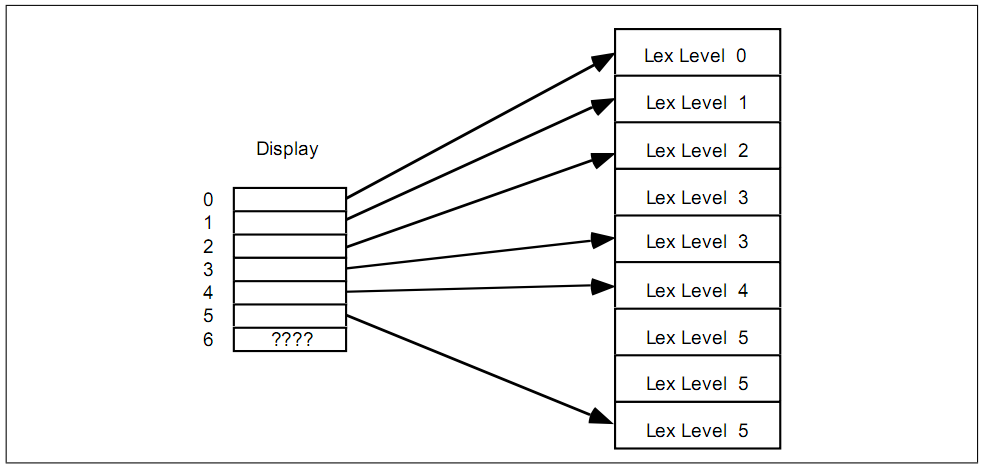 Display
0
1
2
3
4
5
6 ????
Lex Level 0
Lex Level 1
Lex Level 2
Lex Level 3
Lex Level 3
Lex Level 4
Lex Level 5
Lex Level 5
Lex Level 5